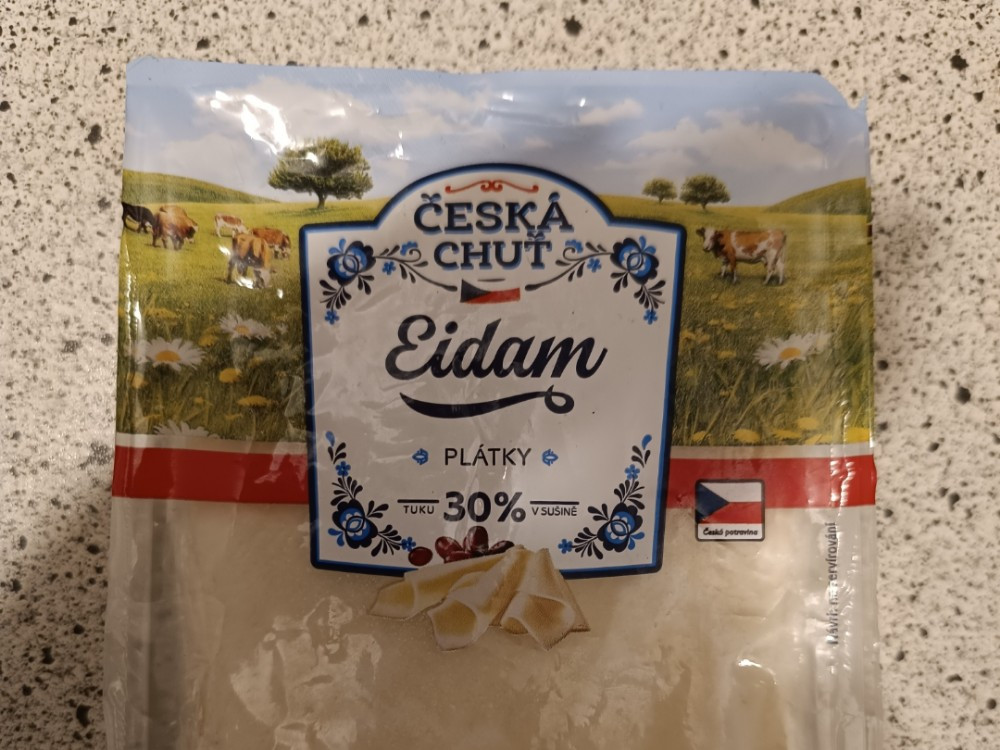 ČESKÁ
CHUŤ
Eidam
PLÁTKY
TUKU 30% V SUŠINĚ
Česká potravina